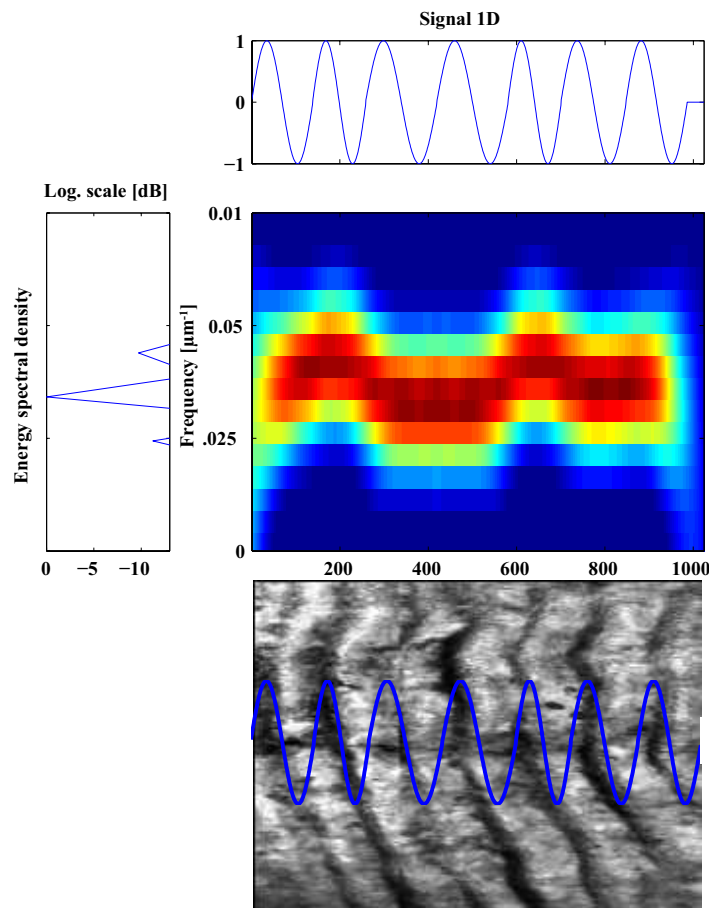 Signal 1D
1
0
−1
Log. scale [dB]
Energy spectral density
0 −5 −10
Frequency [µm⁻¹]
0.01
0.05
.025
0
200 400 600 800 1000